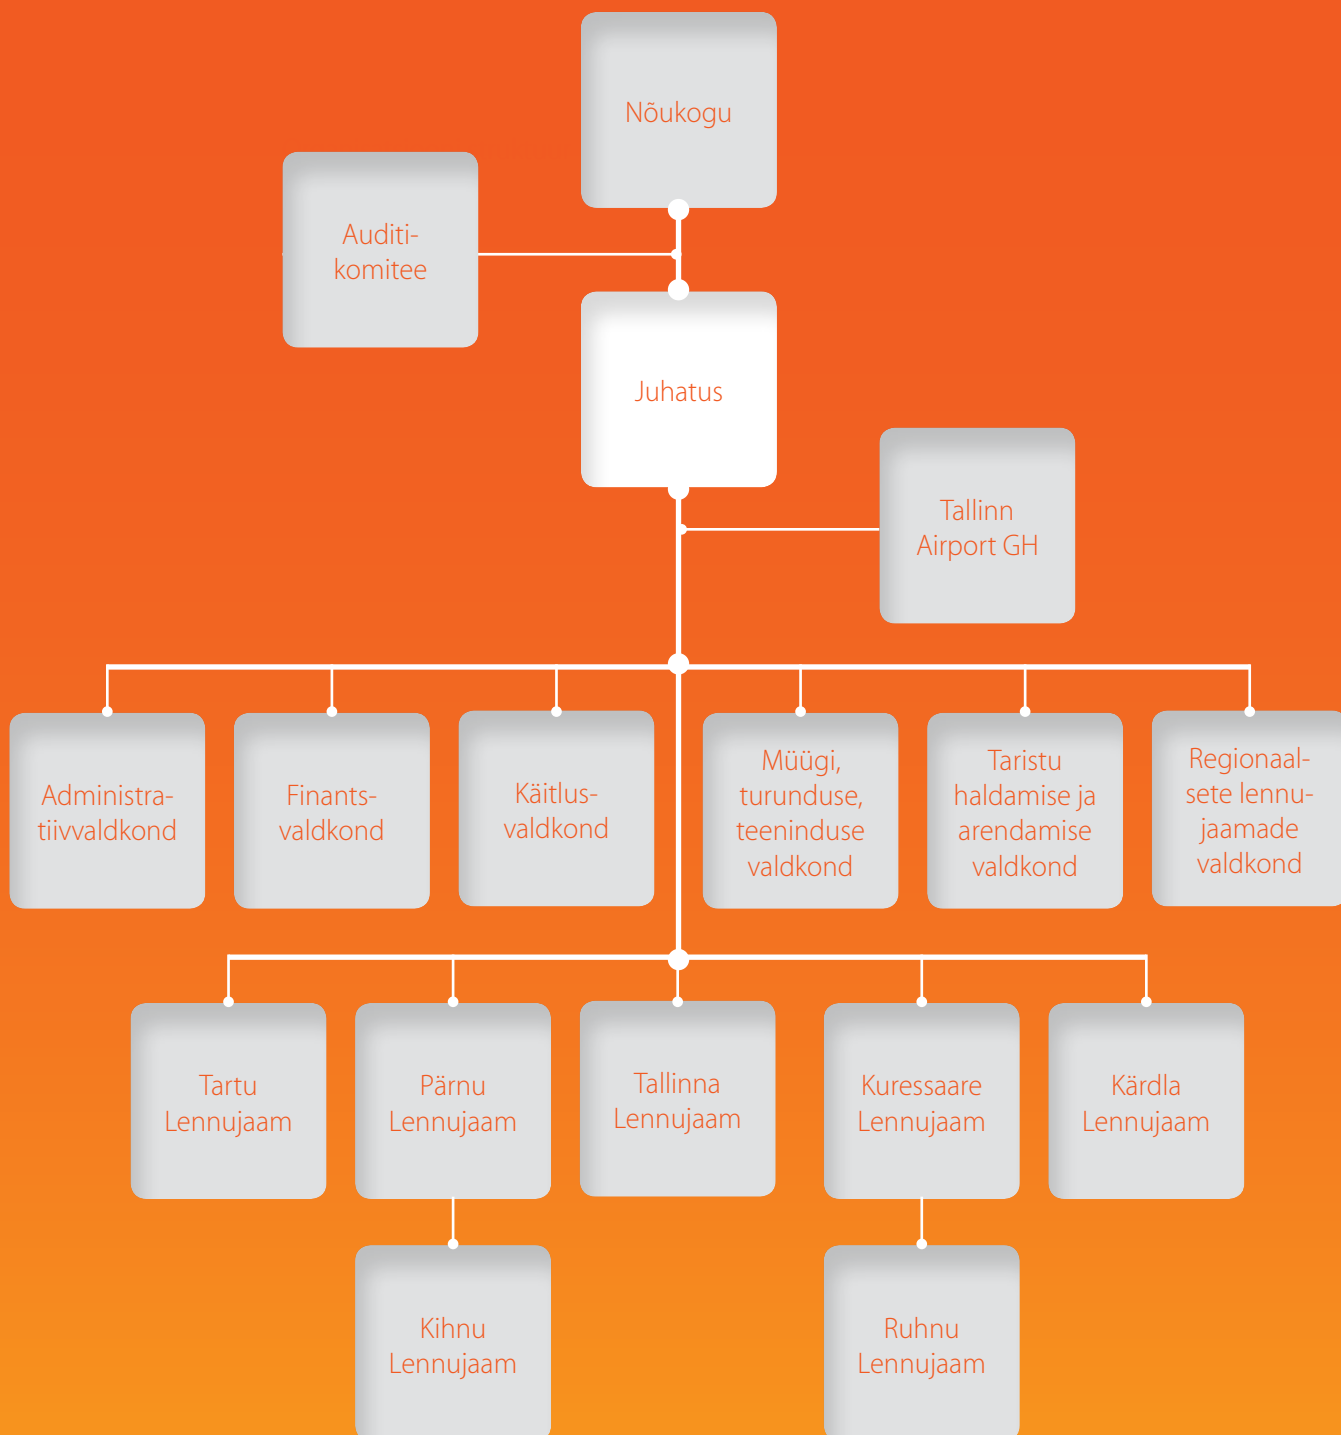 Nõukogu
Auditi-
komitee
Juhatus
Tallinn
Airport GH
Administra-
tiivvaldkond
Finants-
valdkond
Käitlus-
valdkond
Müügi,
turunduse,
teeninduse
valdkond
Taristu
haldamise ja
arendamise
valdkond
Regionaal-
sete lennu-
jaamade
valdkond
Tartu
Lennujaam
Pärnu
Lennujaam
Tallinna
Lennujaam
Kuressaare
Lennujaam
Kärdla
Lennujaam
Kihnu
Lennujaam
Ruhnu
Lennujaam